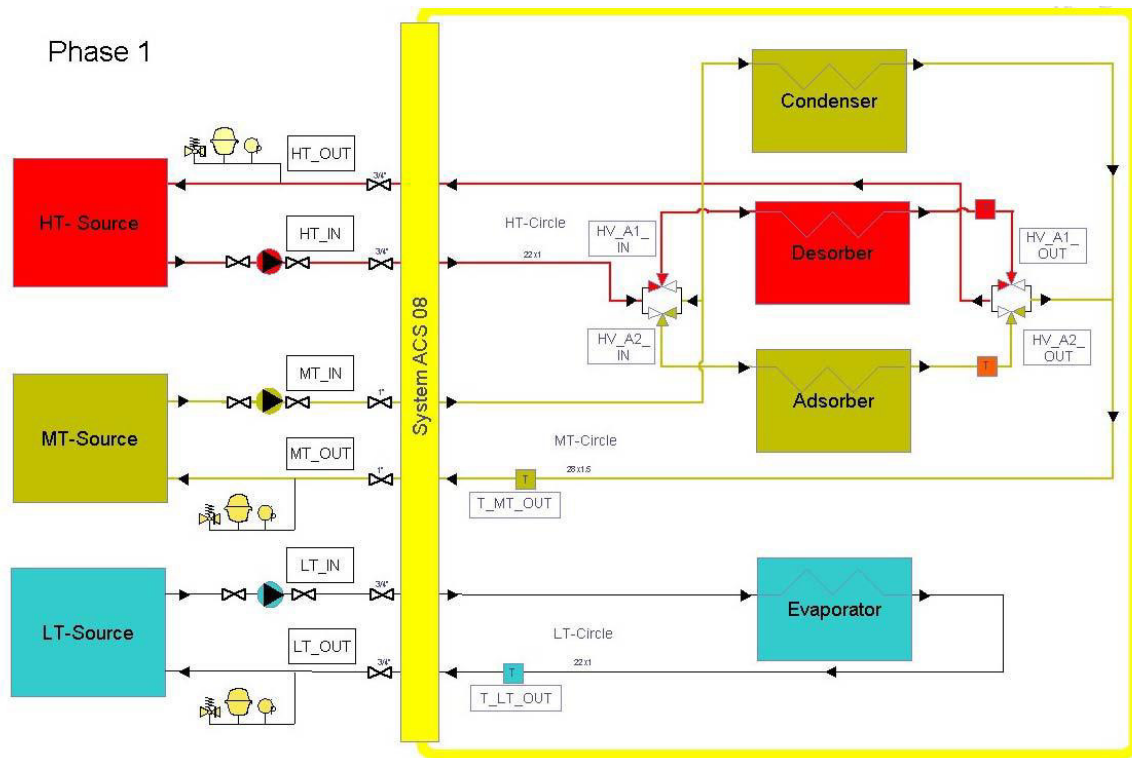 Phase 1
Condenser
HT_OUT
3/4"
HT- Source
HT_IN
3/4"
HT-Circle
22x1
HV_A1_
IN
Desorber
HV_A1_
OUT
HV_A2_
IN
HV_A2_
OUT
System ACS 08
MT_IN
1"
MT-Source
Adsorber
T
MT_OUT
1"
MT-Circle
28x1.5
T
T_MT_OUT
LT_IN
3/4"
LT-Source
Evaporator
LT_OUT
3/4"
LT-Circle
22x1
T
T_LT_OUT